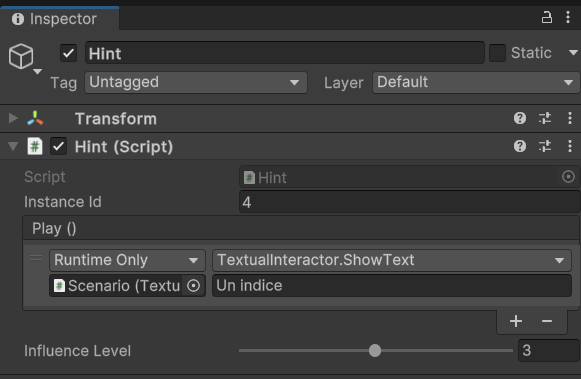 Inspector
Hint Static
Tag Untagged Layer Default
Transform
# Hint (Script)
Script # Hint
Instance Id 4
Play ()
Runtime Only TextualInteractor.ShowText
# Scenario (Textu Un indice
+ −
Influence Level 3